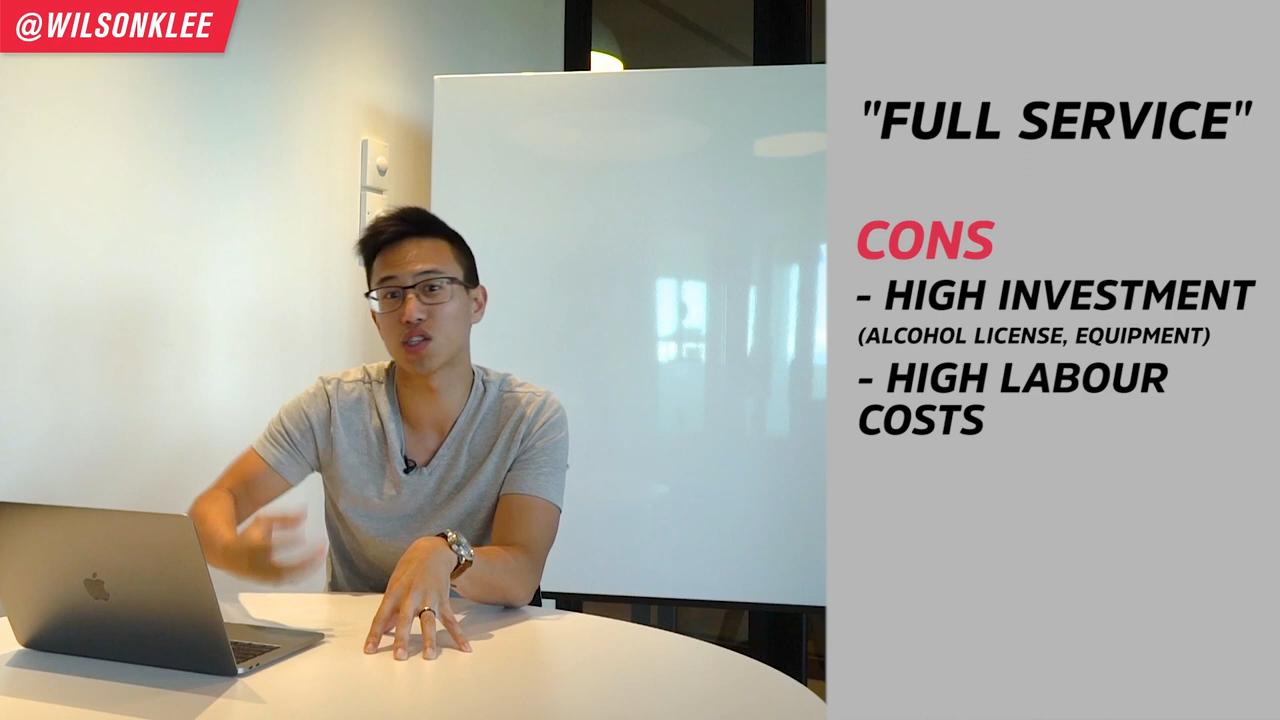 @WILSONKLEE
"FULL SERVICE"
CONS
- HIGH INVESTMENT
(ALCOHOL LICENSE, EQUIPMENT)
- HIGH LABOUR
COSTS